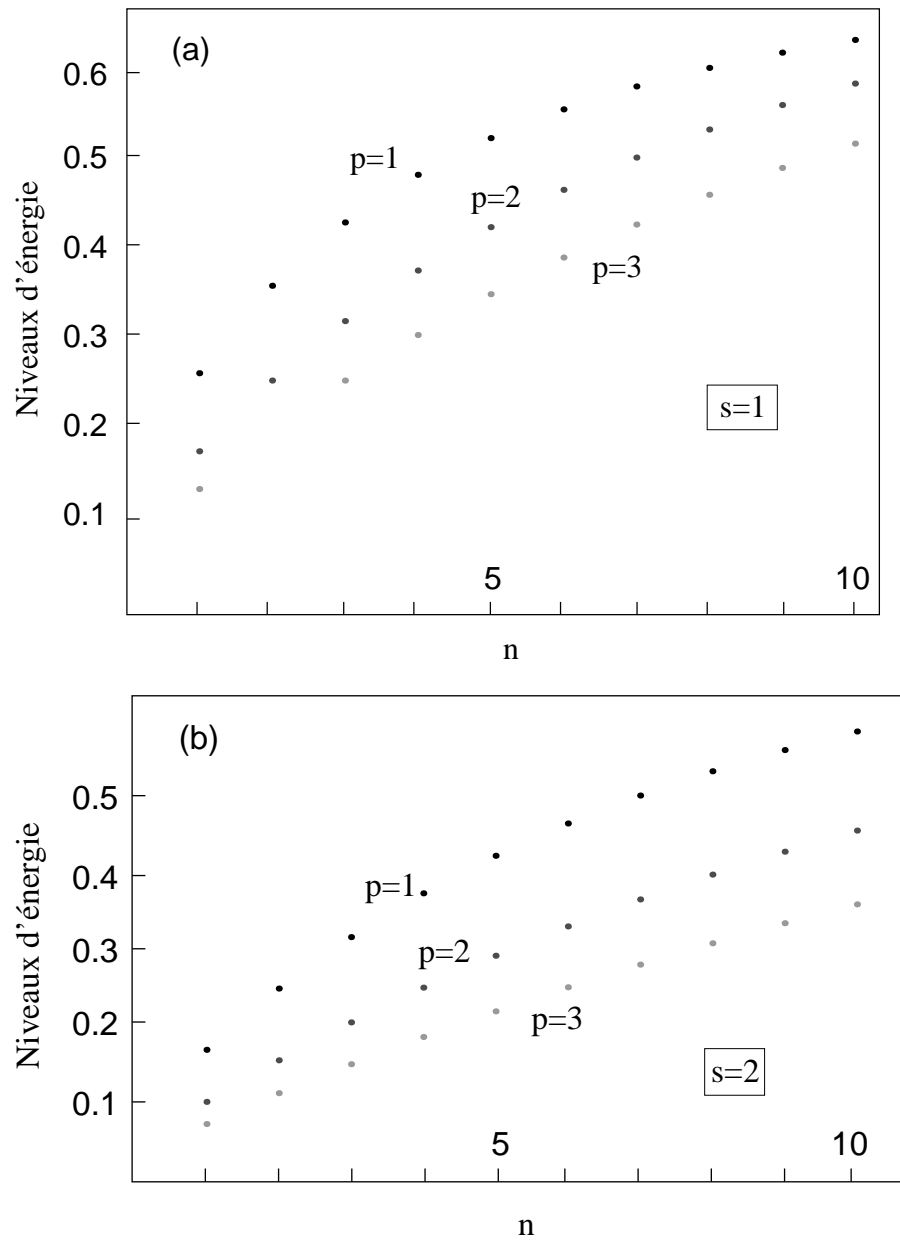 (a)
0.6
0.5
0.4
0.3
0.2
0.1
Niveaux d'énergie
p=1
p=2
p=3
s=1
5
10
n
(b)
0.5
0.4
0.3
0.2
0.1
Niveaux d'énergie
p=1
p=2
p=3
s=2
5
10
n